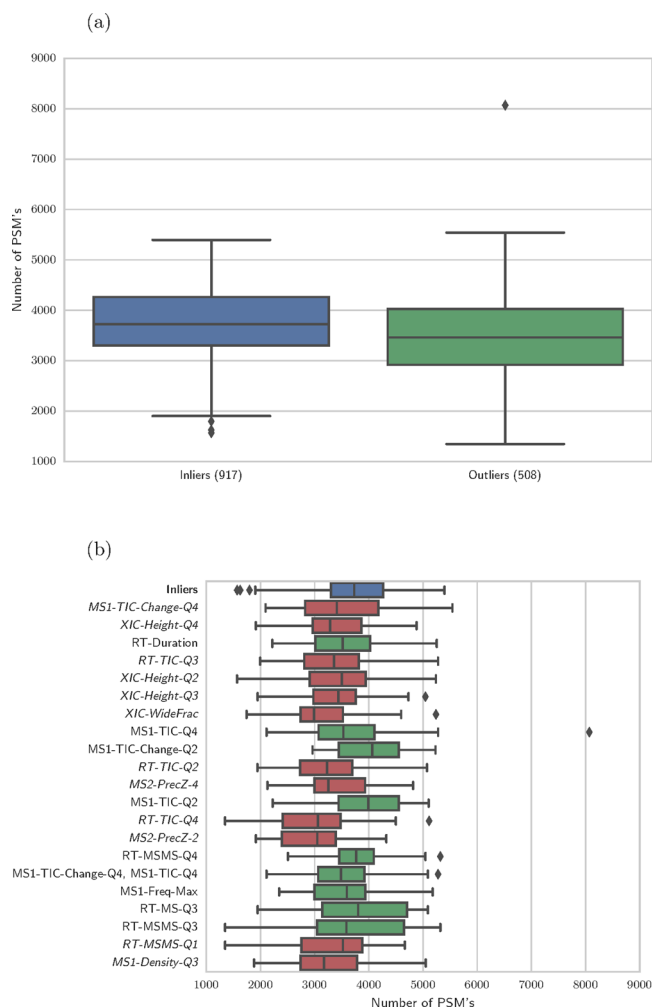 (a)
9000
8000
7000
6000
5000
4000
3000
2000
1000
Number of PSM's
Inliers (917)
Outliers (508)
(b)
Inliers
MS1-TIC-Change-Q4
XIC-Height-Q4
RT-Duration
RT-TIC-Q3
XIC-Height-Q2
XIC-Height-Q3
XIC-WideFrac
MS1-TIC-Q4
MS1-TIC-Change-Q2
RT-TIC-Q2
MS2-PrecZ-4
MS1-TIC-Q2
RT-TIC-Q4
MS2-PrecZ-2
RT-MSMS-Q4
MS1-TIC-Change-Q4, MS1-TIC-Q4
MS1-Freq-Max
RT-MS-Q3
RT-MSMS-Q3
RT-MSMS-Q1
MS1-Density-Q3
1000 2000 3000 4000 5000 6000 7000 8000 9000
Number of PSM's